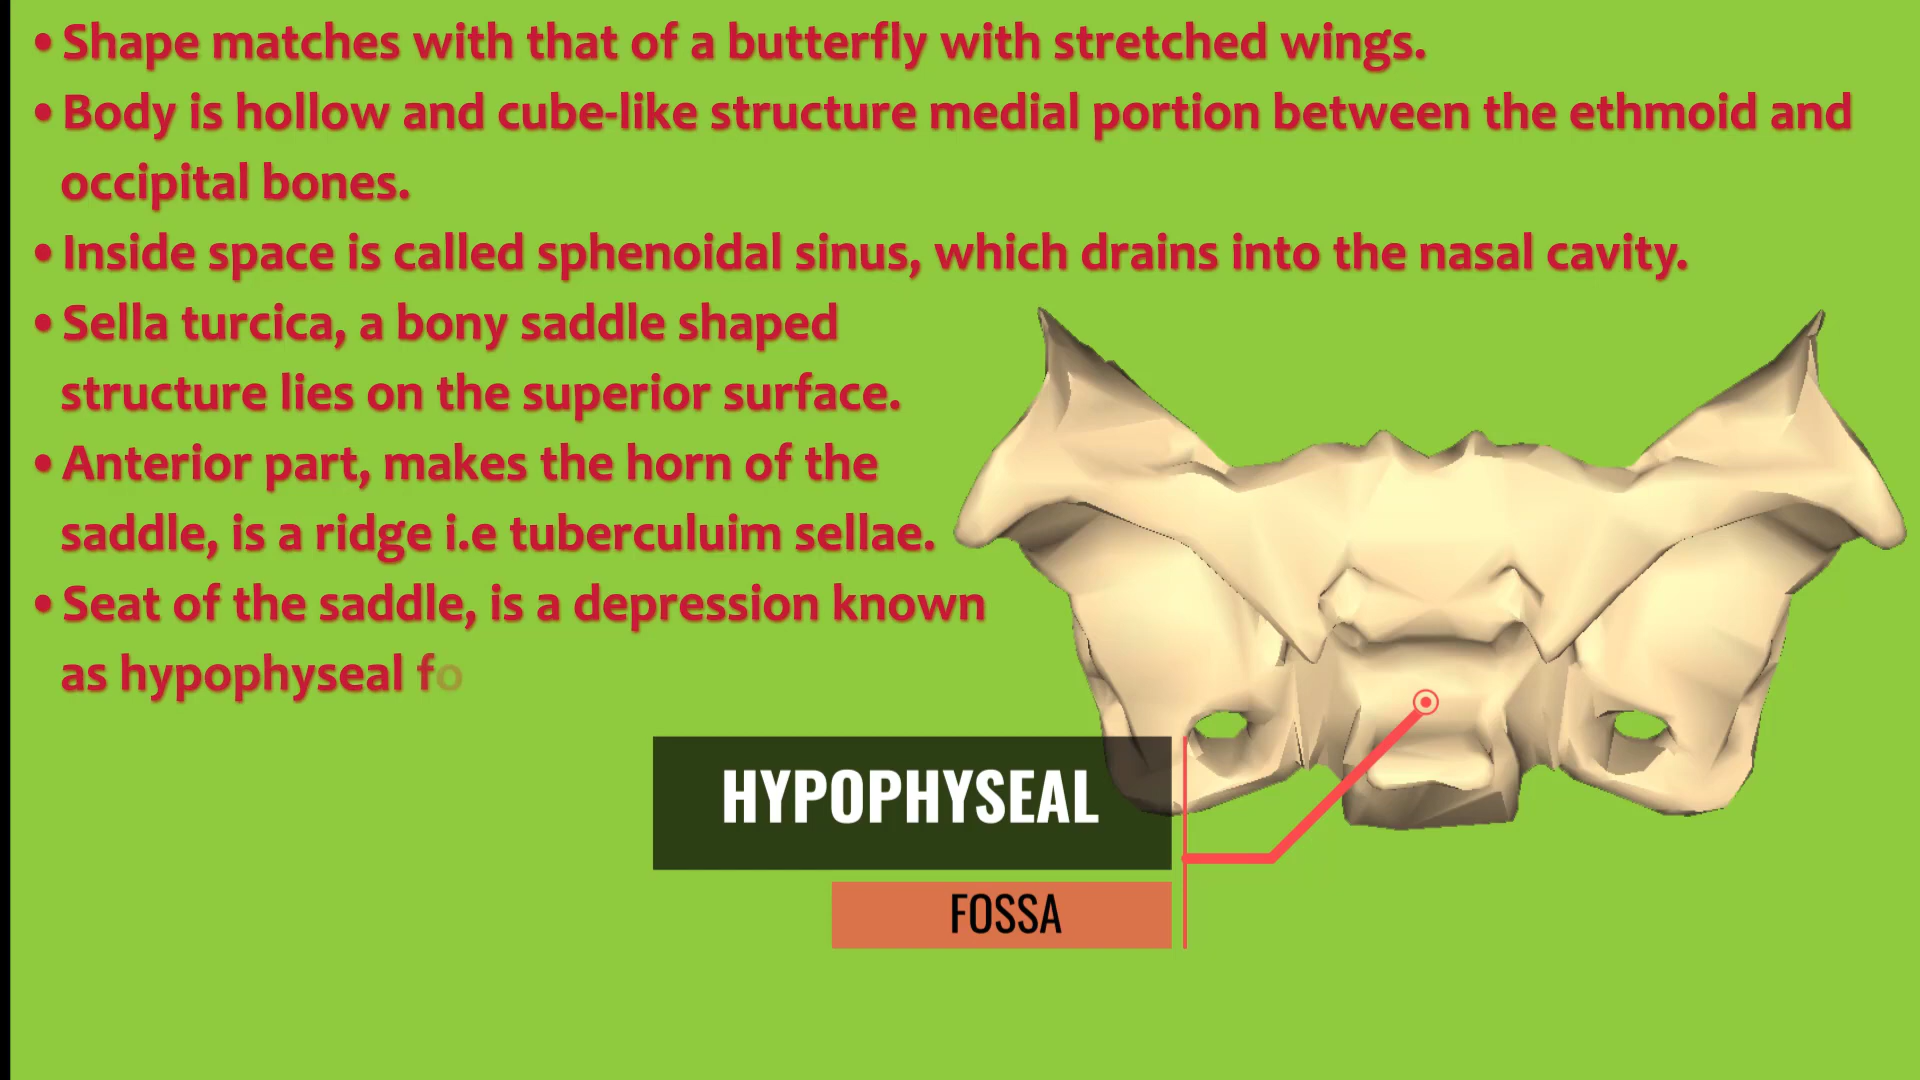 • Shape matches with that of a butterfly with stretched wings.
• Body is hollow and cube-like structure medial portion between the ethmoid and
occipital bones.
• Inside space is called sphenoidal sinus, which drains into the nasal cavity.
• Sella turcica, a bony saddle shaped
structure lies on the superior surface.
• Anterior part, makes the horn of the
saddle, is a ridge i.e tuberculuim sellae.
• Seat of the saddle, is a depression known
as hypophyseal fo
HYPOPHYSEAL
FOSSA